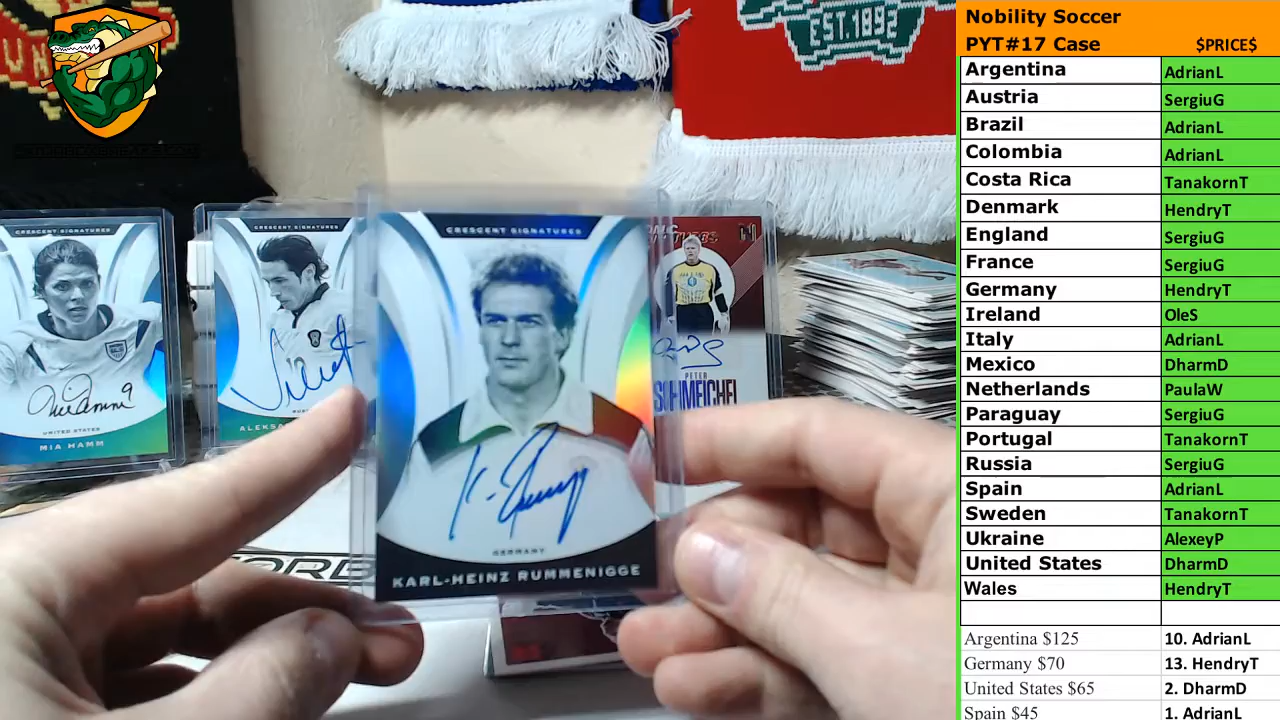 EST.1892
CRESCENT SIGNATURES
UNITED STATES
MIA HAMM
CRESCENT SIGNATURES
ALEKSA
CRESCENT SIGNATURES
GERMANY
KARL-HEINZ RUMMENIGGE
PETER
SCHMEICHEL
Nobility Soccer
PYT#17 Case $PRICE$
Argentina AdrianL
Austria SergiuG
Brazil AdrianL
Colombia AdrianL
Costa Rica TanakornT
Denmark HendryT
England SergiuG
France SergiuG
Germany HendryT
Ireland OleS
Italy AdrianL
Mexico DharmD
Netherlands PaulaW
Paraguay SergiuG
Portugal TanakornT
Russia SergiuG
Spain AdrianL
Sweden TanakornT
Ukraine AlexeyP
United States DharmD
Wales HendryT
Argentina $125 10. AdrianL
Germany $70 13. HendryT
United States $65 2. DharmD
Spain $45 1. AdrianL